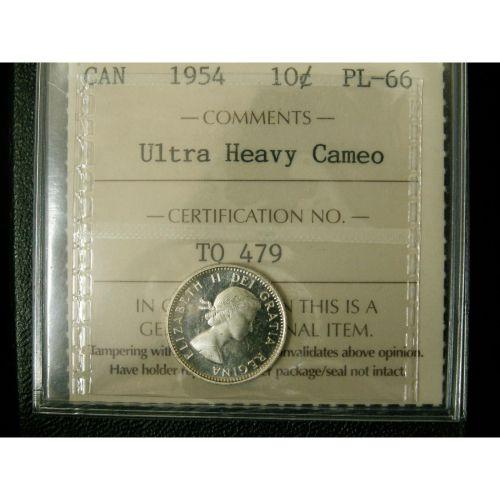 CAN 1954 10¢ PL-66
— COMMENTS —
Ultra Heavy Cameo
— CERTIFICATION NO. —
TQ 479
IN THIS IS A
NAL ITEM.
Tampering with invalidates above opinion.
Have holder package/seal not intact.
ELIZABETH II DEI GRATIA REGINA